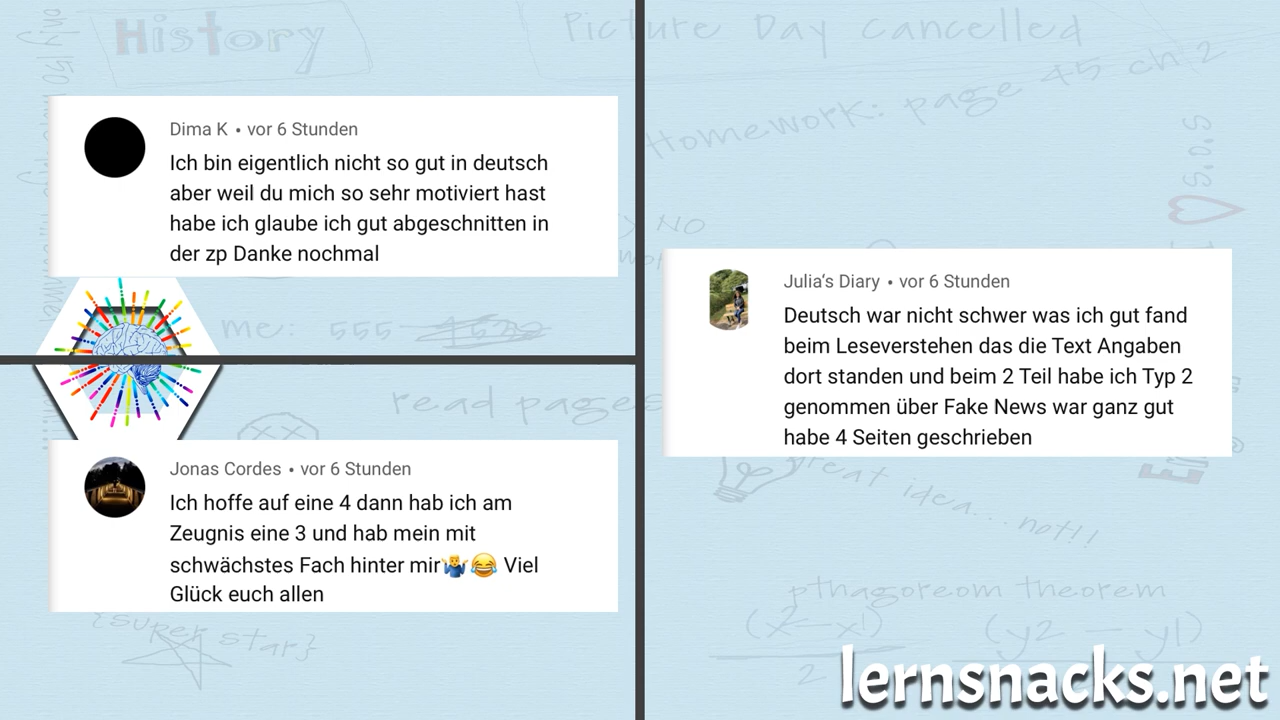 History
Picture Day Cancelled
Homework: page 45 ch 2
S.O.S
Dima K • vor 6 Stunden
Ich bin eigentlich nicht so gut in deutsch
aber weil du mich so sehr motiviert hast
habe ich glaube ich gut abgeschnitten in
der zp Danke nochmal
me: 555
read pages
Jonas Cordes • vor 6 Stunden
Ich hoffe auf eine 4 dann hab ich am
Zeugnis eine 3 und hab mein mit
schwächstes Fach hinter mir🤷‍♂️😂 Viel
Glück euch allen
{super star}
Julia‘s Diary • vor 6 Stunden
Deutsch war nicht schwer was ich gut fand
beim Leseverstehen das die Text Angaben
dort standen und beim 2 Teil habe ich Typ 2
genommen über Fake News war ganz gut
habe 4 Seiten geschrieben
great idea... not!!
pthagoreom theorem
(y2 - y1)
2
lernsnacks.net